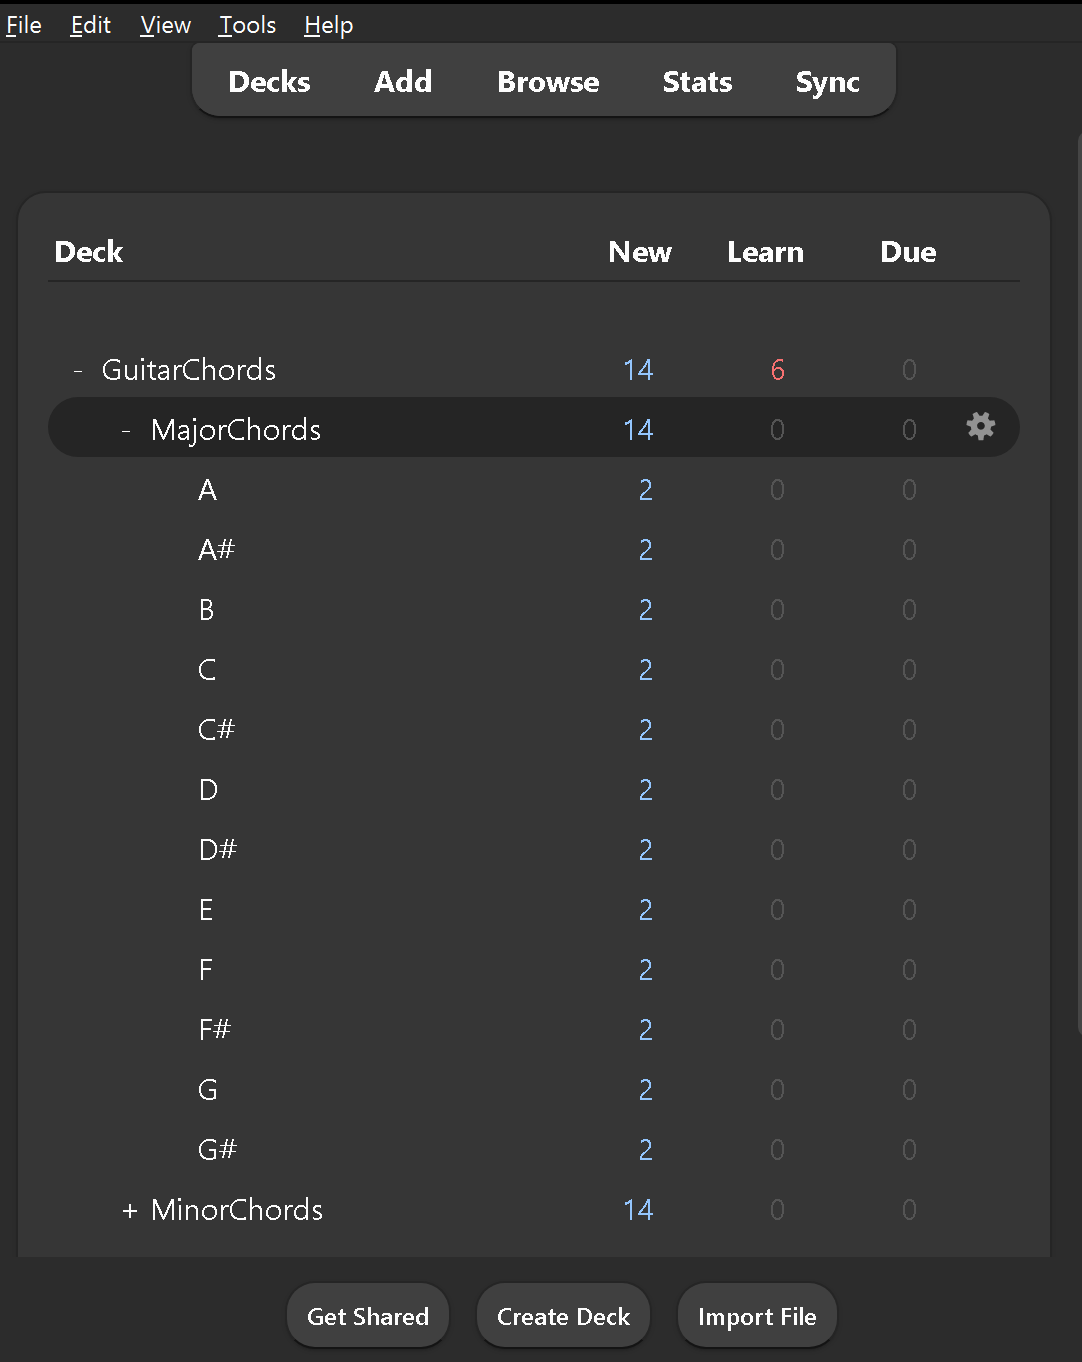 File Edit View Tools Help
Decks Add Browse Stats Sync
Deck New Learn Due
- GuitarChords 14 6 0
- MajorChords 14 0 0
A 2 0 0
A# 2 0 0
B 2 0 0
C 2 0 0
C# 2 0 0
D 2 0 0
D# 2 0 0
E 2 0 0
F 2 0 0
F# 2 0 0
G 2 0 0
G# 2 0 0
+ MinorChords 14 0 0
Get Shared Create Deck Import File